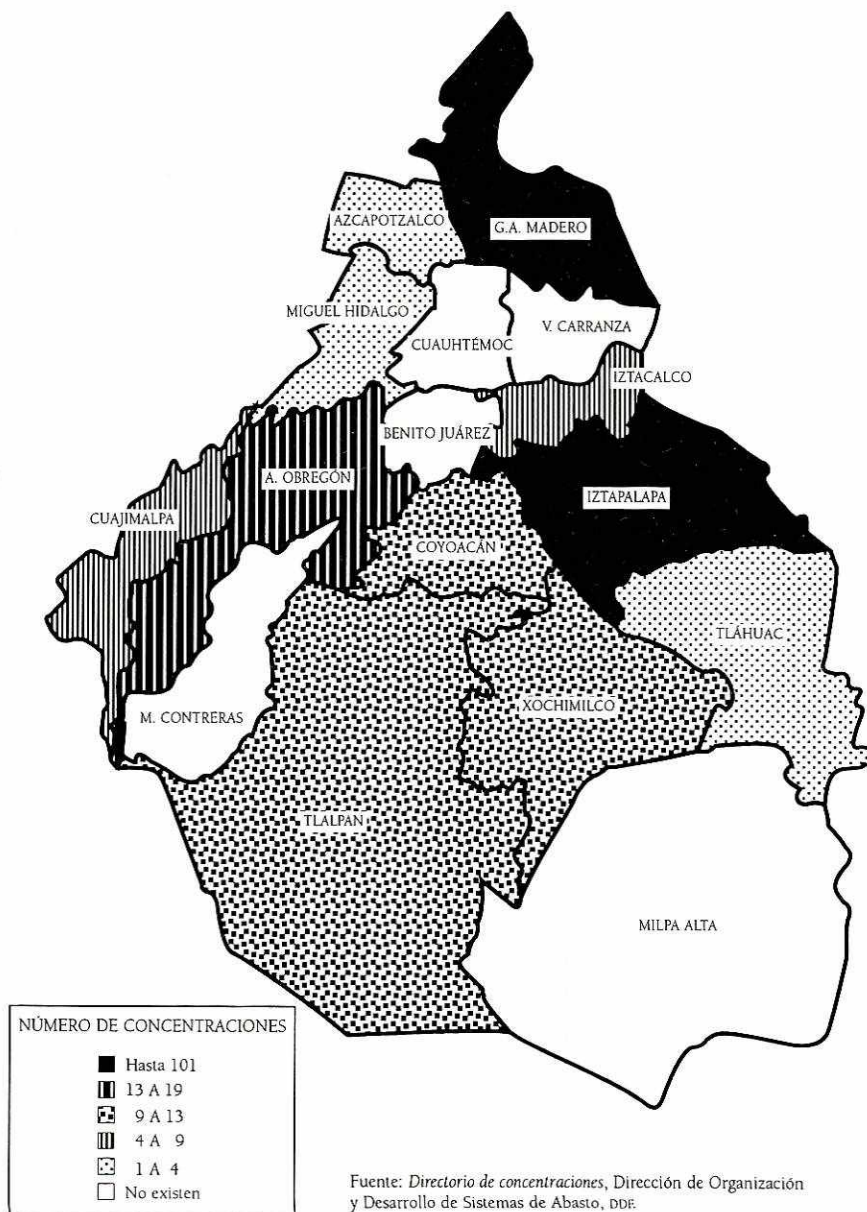 AZCAPOTZALCO
G.A. MADERO
MIGUEL HIDALGO
CUAUHTÉMOC
V. CARRANZA
IZTACALCO
BENITO JUÁREZ
A. OBREGÓN
IZTAPALAPA
CUAJIMALPA
COYOACÁN
TLÁHUAC
XOCHIMILCO
M. CONTRERAS
TLALPAN
MILPA ALTA
NÚMERO DE CONCENTRACIONES
Hasta 101
13 A 19
9 A 13
4 A 9
1 A 4
No existen
Fuente: Directorio de concentraciones, Dirección de Organización
y Desarrollo de Sistemas de Abasto, DDF.